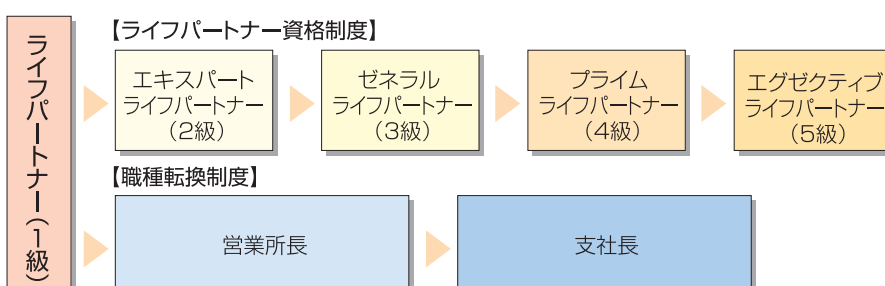 ライフパートナー（1級）
【ライフパートナー資格制度】
エキスパート
ライフパートナー
（2級）
ゼネラル
ライフパートナー
（3級）
プライム
ライフパートナー
（4級）
エグゼクティブ
ライフパートナー
（5級）
【職種転換制度】
営業所長
支社長